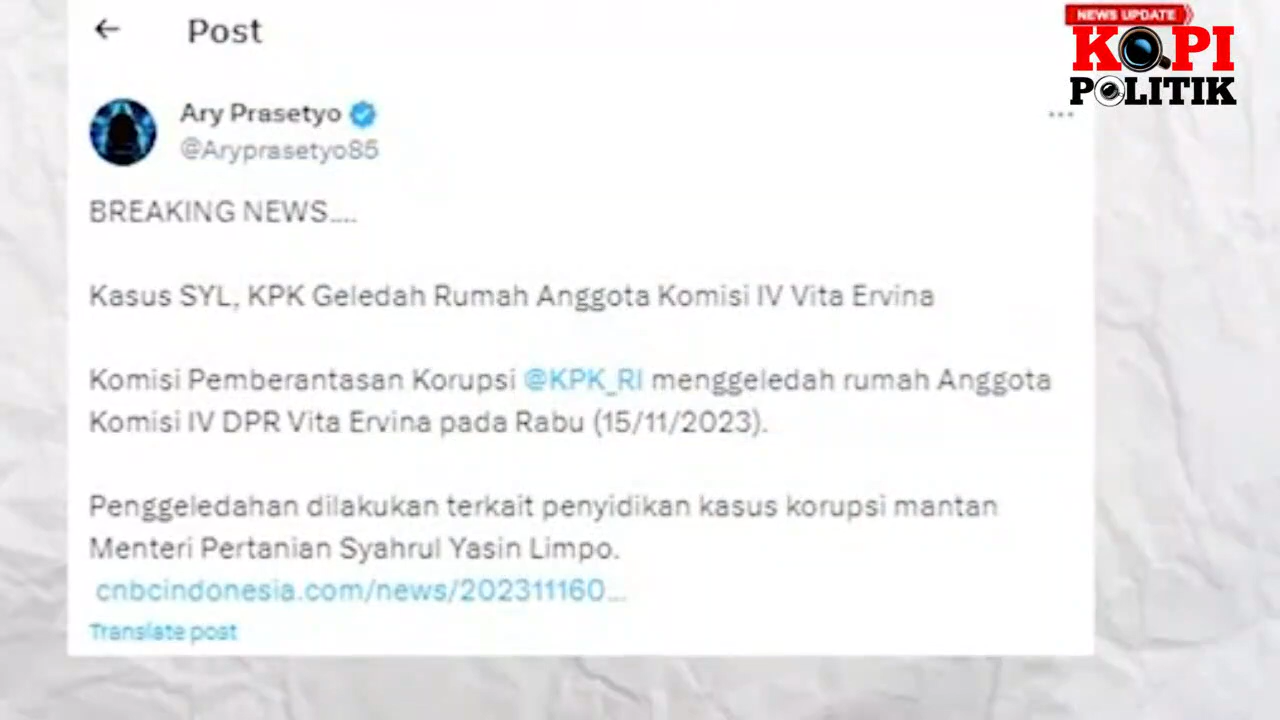 NEWS UPDATE
KOPI
POLITIK
Post
Ary Prasetyo
@Aryprasetyo85
BREAKING NEWS....
Kasus SYL, KPK Geledah Rumah Anggota Komisi IV Vita Ervina
Komisi Pemberantasan Korupsi @KPK_RI menggeledah rumah Anggota
Komisi IV DPR Vita Ervina pada Rabu (15/11/2023).
Penggeledahan dilakukan terkait penyidikan kasus korupsi mantan
Menteri Pertanian Syahrul Yasin Limpo.
cnbcindonesia.com/news/202311160...
Translate post